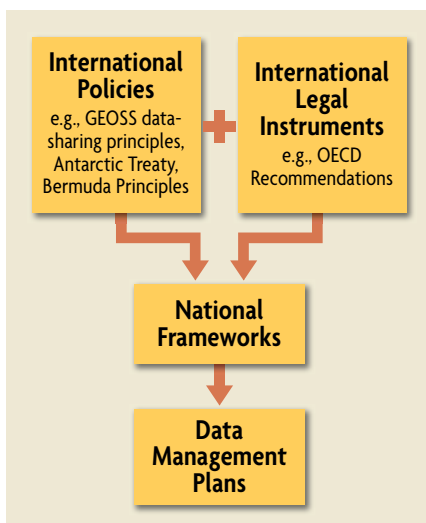 International
Policies
e.g., GEOSS data-
sharing principles,
Antarctic Treaty,
Bermuda Principles
International
Legal
Instruments
e.g., OECD
Recommendations
National
Frameworks
Data
Management
Plans